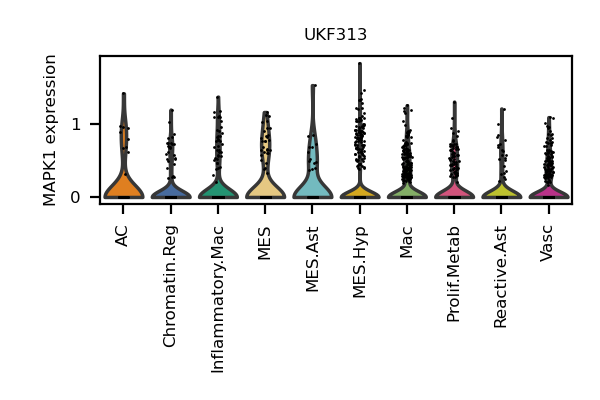 UKF313
MAPK1 expression
1
0
AC
Chromatin.Reg
Inflammatory.Mac
MES
MES.Ast
MES.Hyp
Mac
Prolif.Metab
Reactive.Ast
Vasc